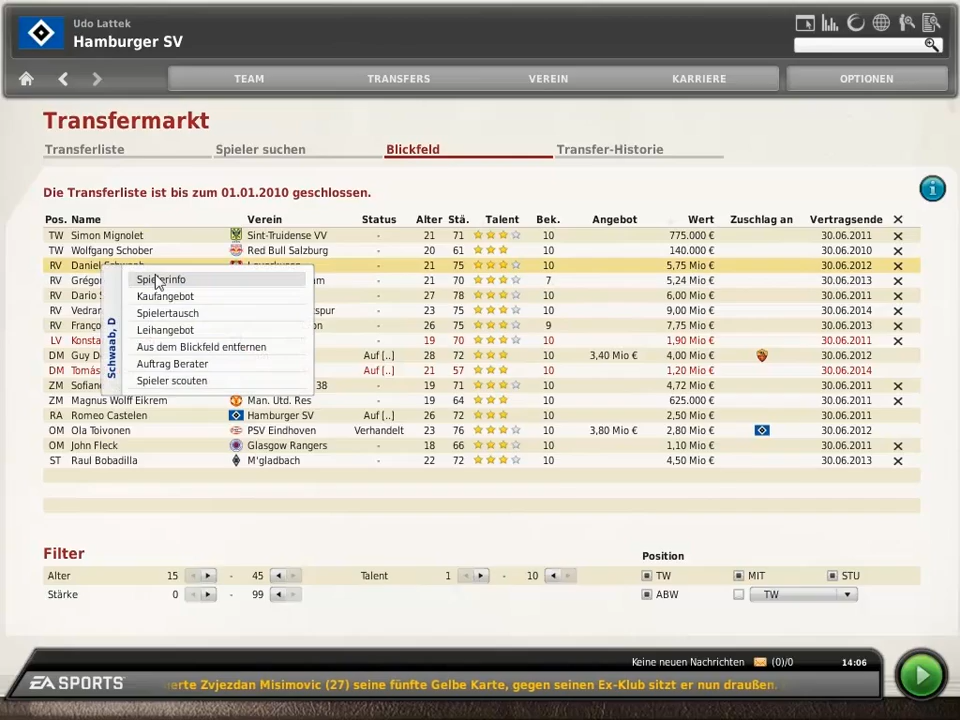 Udo Lattek
Hamburger SV
TEAM TRANSFERS VEREIN KARRIERE OPTIONEN
Transfermarkt
Transferliste Spieler suchen Blickfeld Transfer-Historie
Die Transferliste ist bis zum 01.01.2010 geschlossen.
Pos. Name Verein Status Alter Stä. Talent Bek. Angebot Wert Zuschlag an Vertragsende
TW Simon Mignolet Sint-Truidense VV - 21 71 10 775.000 € 30.06.2011
TW Wolfgang Schober Red Bull Salzburg - 20 61 10 140.000 € 30.06.2010
RV Daniel Schwaab Leverkusen - 21 75 10 5,75 Mio € 30.06.2012
RV - 21 70 7 5,24 Mio € 30.06.2013
RV Dario - 27 78 10 6,00 Mio € 30.06.2011
RV - 23 75 10 9,00 Mio € 30.06.2014
RV - 26 75 9 7,75 Mio € 30.06.2013
LV - 19 70 10 1,90 Mio € 30.06.2011
DM Guy Auf [..] 28 72 10 3,40 Mio € 4,00 Mio € 30.06.2012
DM Auf [..] 21 57 10 1,20 Mio € 30.06.2014
ZM 38 - 19 71 10 4,72 Mio € 30.06.2011
ZM Magnus Wolff Eikrem Man. Utd. Res - 19 64 10 625.000 € 30.06.2011
RA Romeo Castelen Hamburger SV Auf [..] 26 72 10 2,50 Mio € 30.06.2011
OM Ola Toivonen PSV Eindhoven Verhandelt 23 76 10 3,80 Mio € 2,80 Mio € 30.06.2012
OM John Fleck Glasgow Rangers - 18 66 10 1,10 Mio € 30.06.2011
ST Raul Bobadilla M'gladbach - 22 72 10 4,50 Mio € 30.06.2013
Schwaab, D
Spielerinfo
Kaufangebot
Spielertausch
Leihangebot
Aus dem Blickfeld entfernen
Auftrag Berater
Spieler scouten
Filter
Position
Alter 15 - 45 Talent 1 - 10 TW MIT STU
Stärke 0 - 99 ABW TW
Keine neuen Nachrichten (0)/0 14:06
EA SPORTS erte Zvjezdan Misimovic (27) seine fünfte Gelbe Karte, gegen seinen Ex-Klub sitzt er nun draußen.